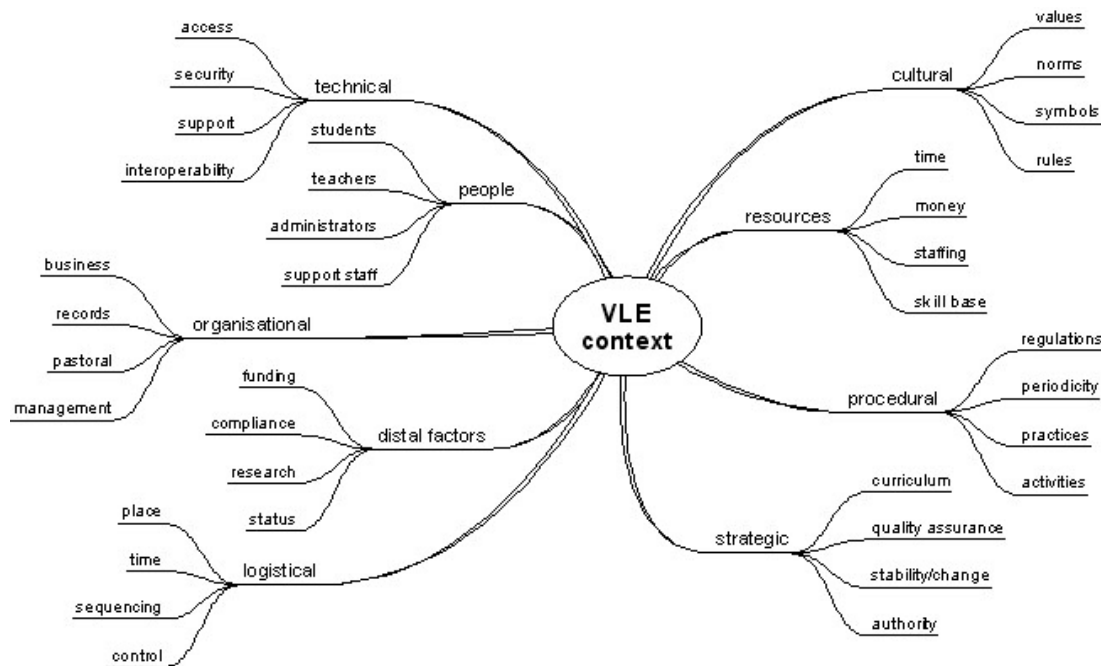 VLE
context
technical
access
security
support
interoperability
people
students
teachers
administrators
support staff
organisational
business
records
pastoral
management
distal factors
funding
compliance
research
status
logistical
place
time
sequencing
control
cultural
values
norms
symbols
rules
resources
time
money
staffing
skill base
procedural
regulations
periodicity
practices
activities
strategic
curriculum
quality assurance
stability/change
authority